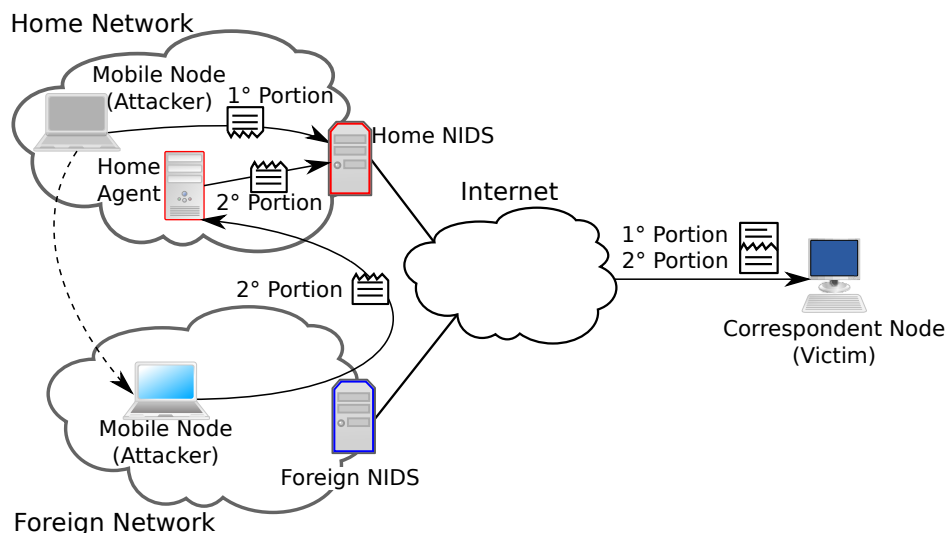 Home Network
Mobile Node
(Attacker)
1° Portion
Home NIDS
Home
Agent
2° Portion
Internet
1° Portion
2° Portion
2° Portion
Correspondent Node
(Victim)
Mobile Node
(Attacker)
Foreign NIDS
Foreign Network